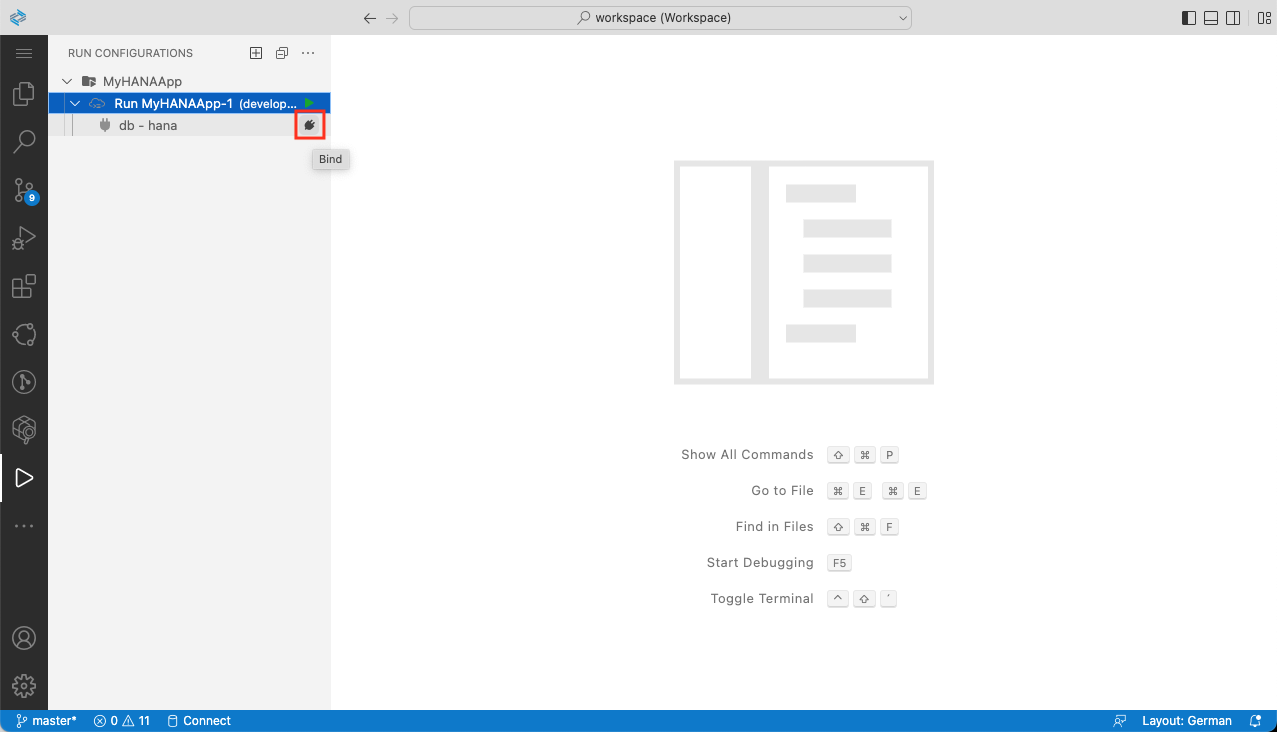 workspace (Workspace)
RUN CONFIGURATIONS
MyHANAApp
Run MyHANAApp-1 (develop...
db - hana
Bind
9
Show All Commands ⇧ ⌘ P
Go to File ⌘ E ⌘ E
Find in Files ⇧ ⌘ F
Start Debugging F5
Toggle Terminal ^ ⇧ ´
master* 0 11 Connect
Layout: German